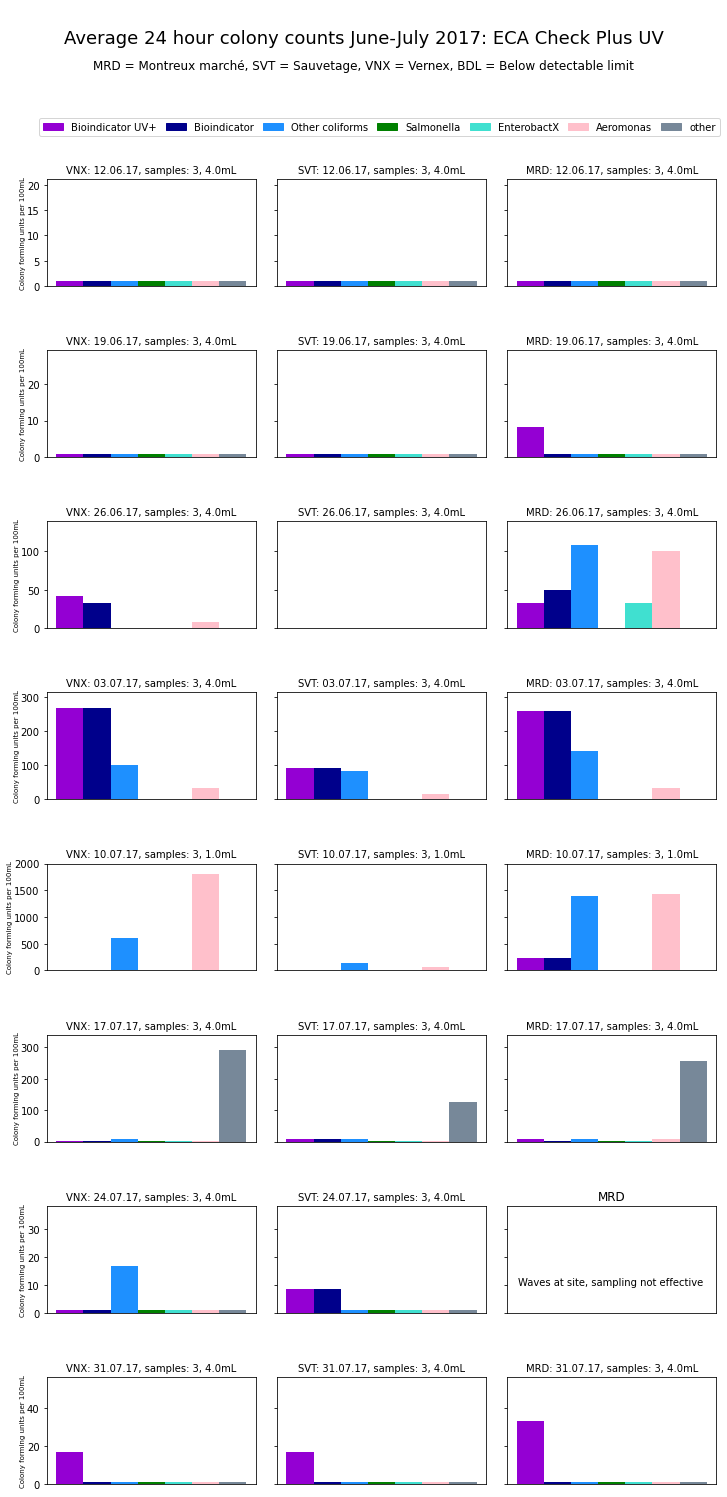 Average 24 hour colony counts June-July 2017: ECA Check Plus UV
MRD = Montreux marché, SVT = Sauvetage, VNX = Vernex, BDL = Below detectable limit
Bioindicator UV+ Bioindicator Other coliforms Salmonella EnterobactX Aeromonas other
VNX: 12.06.17, samples: 3, 4.0mL
SVT: 12.06.17, samples: 3, 4.0mL
MRD: 12.06.17, samples: 3, 4.0mL
Colony forming units per 100mL
20
15
10
5
0
VNX: 19.06.17, samples: 3, 4.0mL
SVT: 19.06.17, samples: 3, 4.0mL
MRD: 19.06.17, samples: 3, 4.0mL
Colony forming units per 100mL
20
10
0
VNX: 26.06.17, samples: 3, 4.0mL
SVT: 26.06.17, samples: 3, 4.0mL
MRD: 26.06.17, samples: 3, 4.0mL
Colony forming units per 100mL
100
50
0
VNX: 03.07.17, samples: 3, 4.0mL
SVT: 03.07.17, samples: 3, 4.0mL
MRD: 03.07.17, samples: 3, 4.0mL
Colony forming units per 100mL
300
200
100
0
VNX: 10.07.17, samples: 3, 1.0mL
SVT: 10.07.17, samples: 3, 1.0mL
MRD: 10.07.17, samples: 3, 1.0mL
Colony forming units per 100mL
2000
1500
1000
500
0
VNX: 17.07.17, samples: 3, 4.0mL
SVT: 17.07.17, samples: 3, 4.0mL
MRD: 17.07.17, samples: 3, 4.0mL
Colony forming units per 100mL
300
200
100
0
VNX: 24.07.17, samples: 3, 4.0mL
SVT: 24.07.17, samples: 3, 4.0mL
MRD
Colony forming units per 100mL
30
20
10
0
Waves at site, sampling not effective
VNX: 31.07.17, samples: 3, 4.0mL
SVT: 31.07.17, samples: 3, 4.0mL
MRD: 31.07.17, samples: 3, 4.0mL
Colony forming units per 100mL
40
20
0